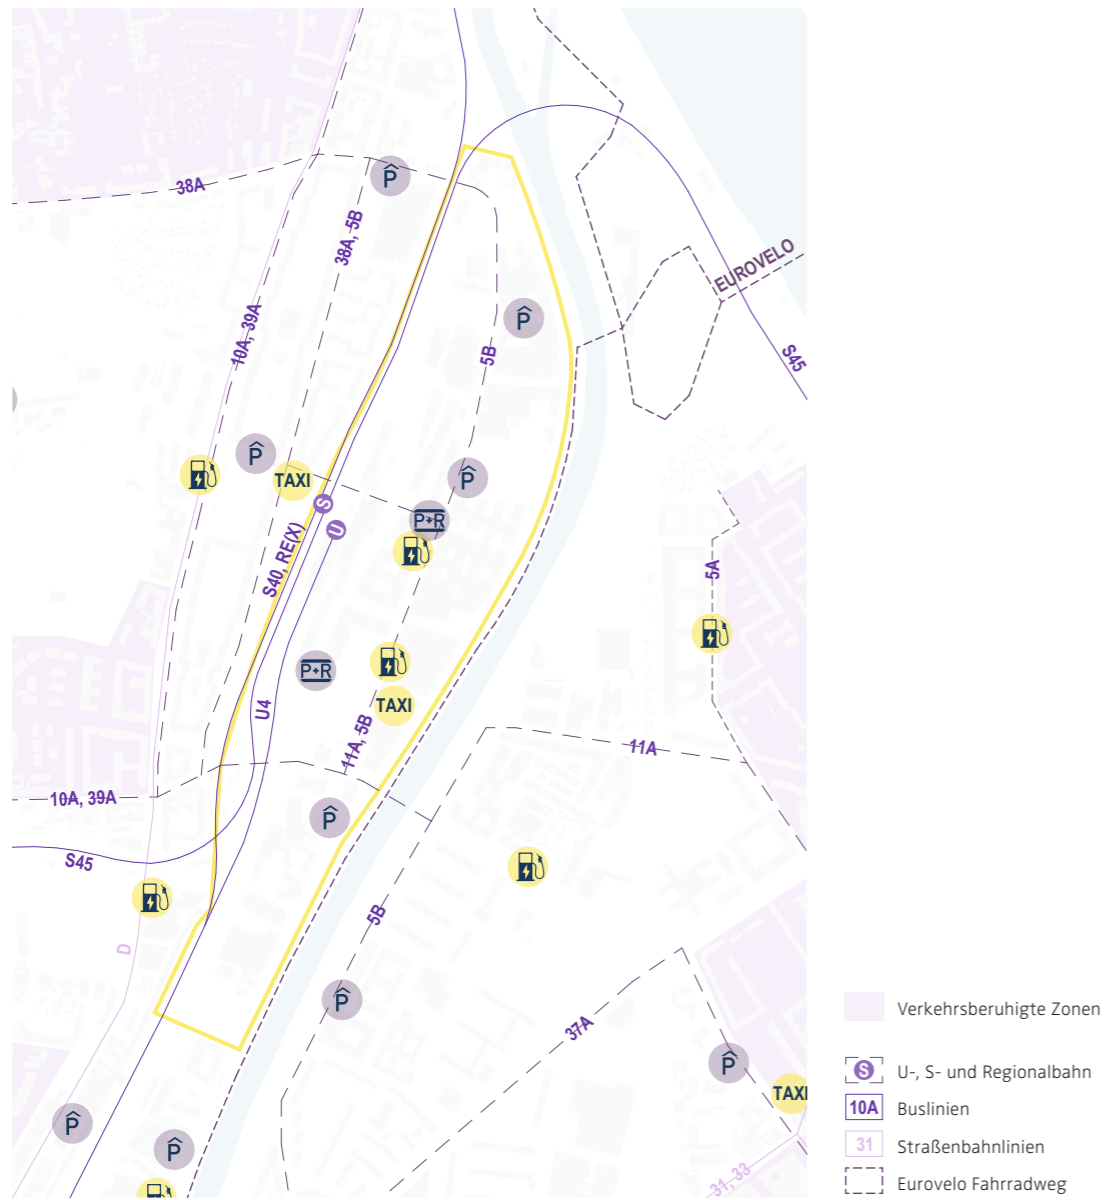 38A
P
38A, 5B
EUROVELO
10A, 39A
P
5B
S45
P
P
TAXI
S
P+R
U
S40, RE(X)
5A
P+R
U4
TAXI
11A, 5B
11A
10A, 39A
P
S45
5B
D
P
37A
P
TAXI
P
P
31, 33
Verkehrsberuhigte Zonen
S U-, S- und Regionalbahn
10A Buslinien
31 Straßenbahnlinien
Eurovelo Fahrradweg